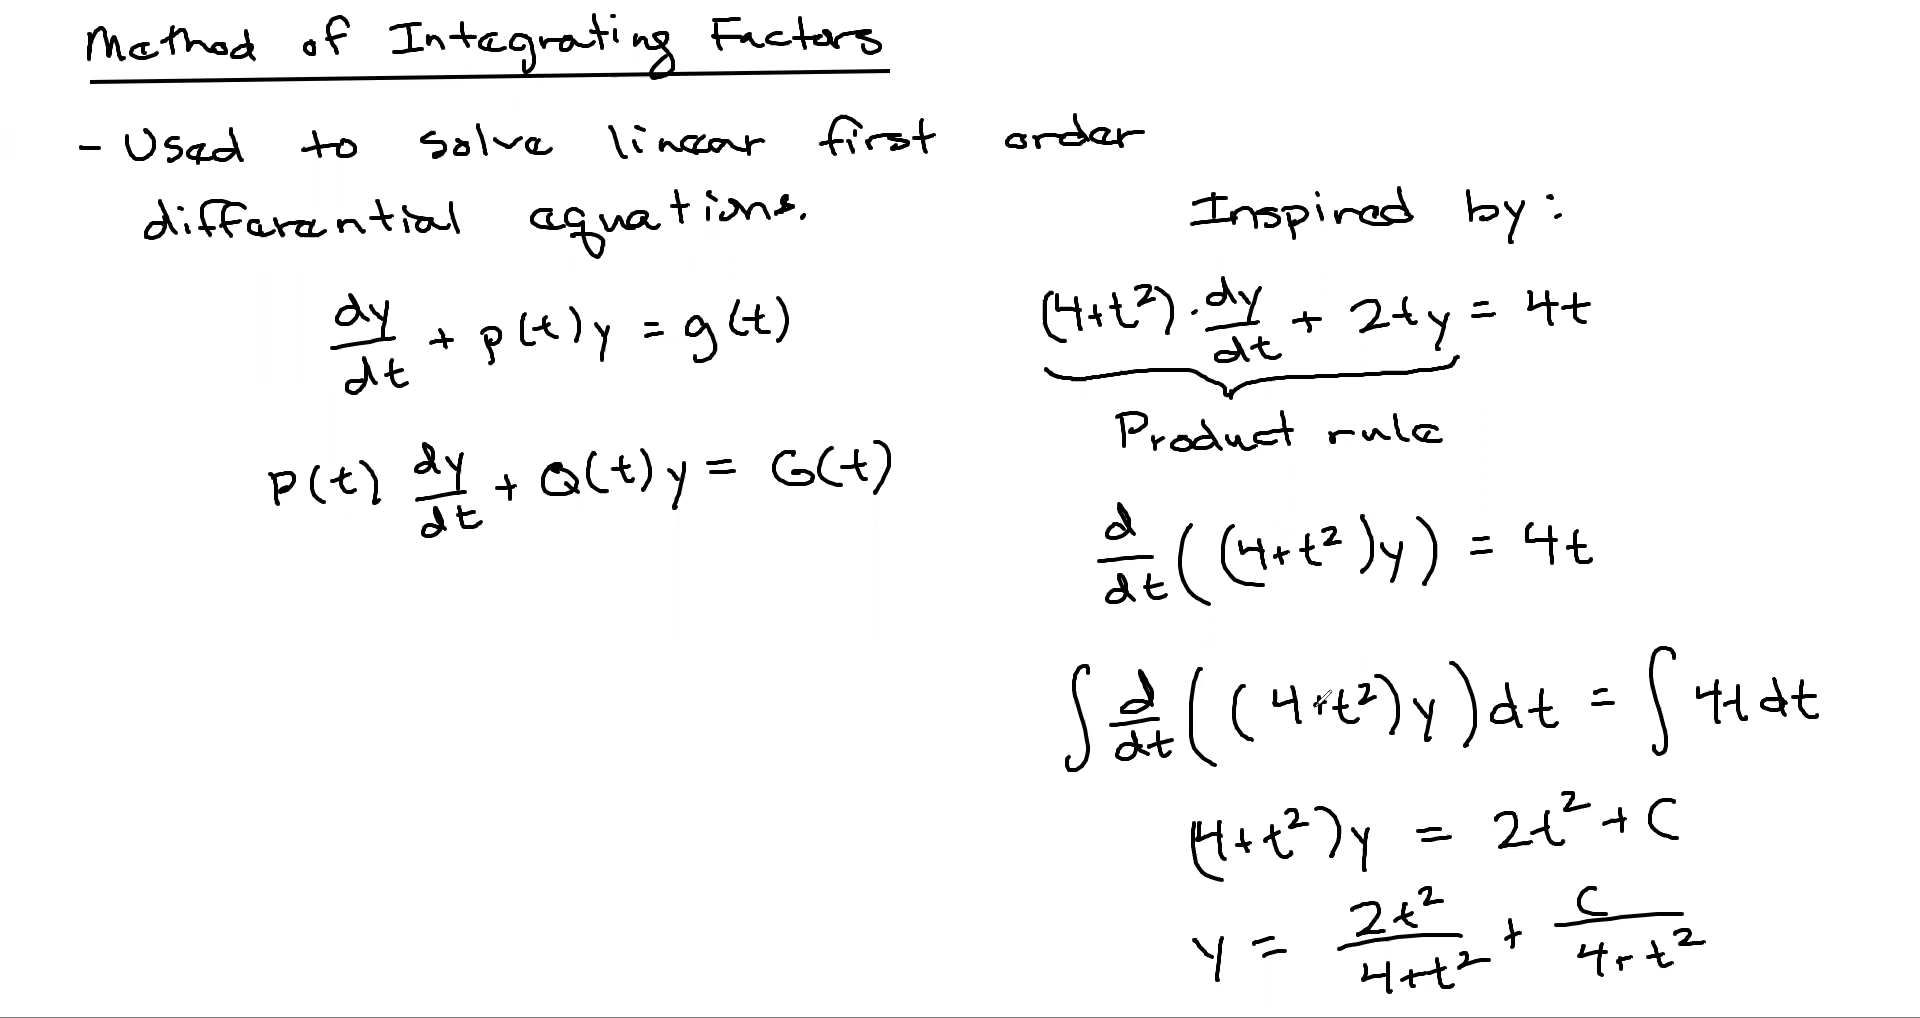 Method of Integrating Factors
- Used to solve linear first order
differential equations.
dy/dt + p(t)y = g(t)
P(t) dy/dt + Q(t)y = G(t)
Inspired by:
(4+t²)·dy/dt + 2ty = 4t
Product rule
d/dt((4+t²)y) = 4t
∫ d/dt((4+t²)y)dt = ∫ 4t dt
(4+t²)y = 2t² + C
y = 2t²/(4+t²) + C/(4+t²)